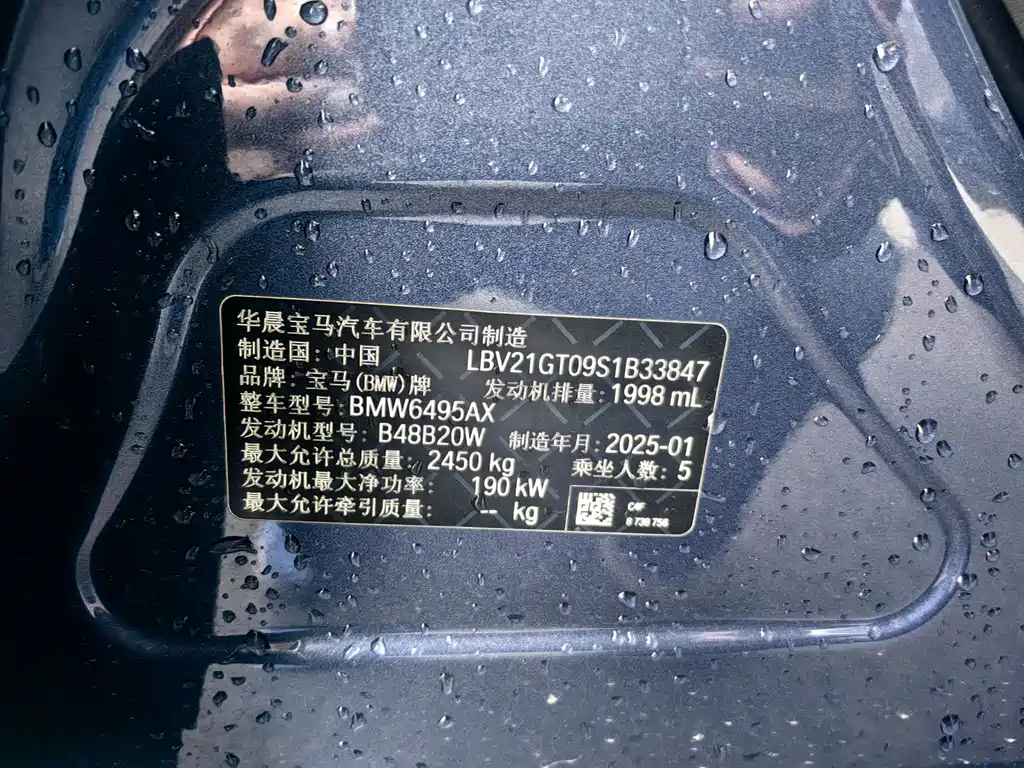 华晨宝马汽车有限公司制造
制造国: 中国 LBV21GT09S1B33847
品牌: 宝马(BMW)牌 发动机排量: 1998 mL
整车型号: BMW6495AX
发动机型号: B48B20W 制造年月: 2025-01
最大允许总质量: 2450 kg 乘坐人数: 5
发动机最大净功率: 190 kW
最大允许牵引质量: -- kg